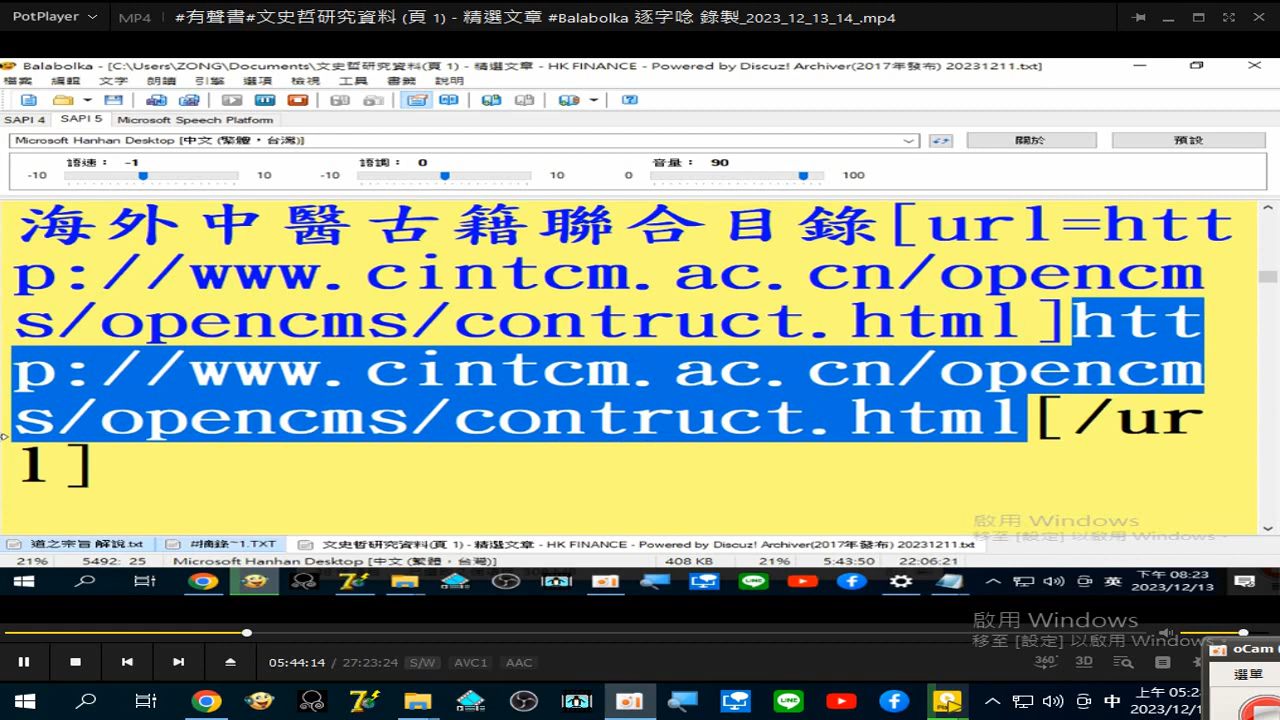 PotPlayer
MP4
#有聲書#文史哲研究資料 (頁 1) - 精選文章 #Balabolka 逐字唸 錄製_2023_12_13_14_.mp4
Balabolka - [C:\Users\ZONG\Documents\文史哲研究資料(頁 1) - 精選文章 - HK FINANCE - Powered by Discuz! Archiver(2017年發布) 20231211.txt]
檔案 編輯 文字 朗讀 引擎 選項 檢視 工具 書籤 說明
SAPI 4 SAPI 5 Microsoft Speech Platform
Microsoft Hanhan Desktop [中文 (繁體，台灣)]
關於
預設
語速： -1
語調： 0
音量： 90
-10 10 -10 10 0 100
海外中醫古籍聯合目錄[url=htt
p://www.cintcm.ac.cn/opencm
s/opencms/contruct.html]htt
p://www.cintcm.ac.cn/opencm
s/opencms/contruct.html[/ur
l]
啟用 Windows
移至 [設定] 以啟用 Windows。
道之宗旨 解說.txt
#摘錄~1.TXT
文史哲研究資料(頁 1) - 精選文章 - HK FINANCE - Powered by Discuz! Archiver(2017年發布) 20231211.txt
21% 5492: 25 Microsoft Hanhan Desktop [中文 (繁體，台灣)] 408 KB 21% 5:43:50 22:06:21
英
下午 08:23
2023/12/13
啟用 Windows
移至 [設定] 以啟用 Windows。
05:44:14 / 27:23:24 S/W AVC1 AAC
360°
3D
oCam
選單
中
上午 05:2
2023/12/1